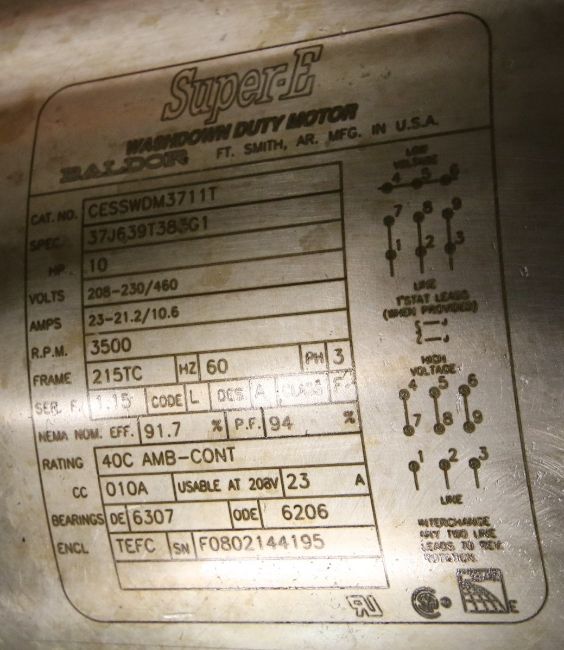 Super-E
WASHDOWN DUTY MOTOR
BALDOR FT. SMITH, AR. MFG. IN U.S.A.
CAT. NO. CESSWDM3711T
SPEC. 37J639T383G1
HP 10
VOLTS 208-230/460
AMPS 23-21.2/10.6
R.P.M. 3500
FRAME 215TC HZ 60 PH 3
SER. F. 1.15 CODE L DES A CLASS F
NEMA NOM. EFF. 91.7 % P.F. 94 %
RATING 40C AMB-CONT
CC 010A USABLE AT 208V 23 A
BEARINGS DE 6307 ODE 6206
ENCL TEFC SN F0802144195
LOW
VOLTAGE
4 5 6
7 8 9
1 2 3
LINE
T'STAT LEADS
(WHEN PROVIDED)
HIGH
VOLTAGE
4 5 6
7 8 9
1 2 3
LINE
INTERCHANGE
ANY TWO LINE
LEADS TO REV.
ROTATION.
E